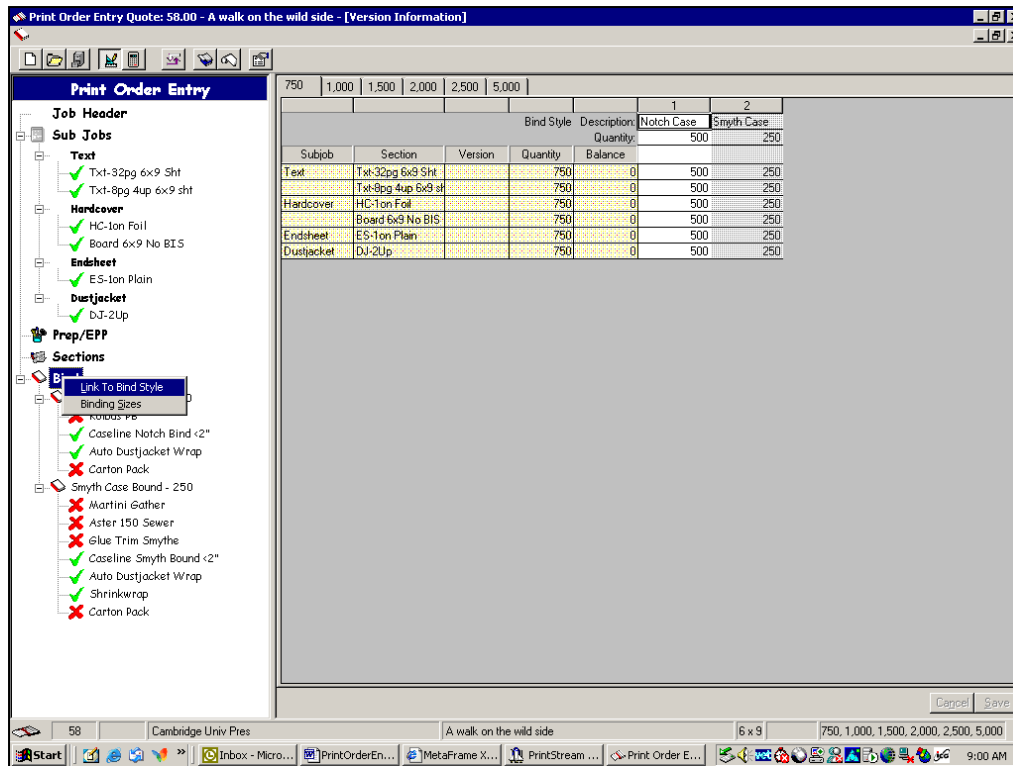 Print Order Entry Quote: 58.00 - A walk on the wild side - [Version Information]
Print Order Entry
Job Header
Sub Jobs
Text
Txt-32pg 6x9 Sht
Txt-8pg 4up 6x9 sht
Hardcover
HC-1on Foil
Board 6x9 No BIS
Endsheet
ES-1on Plain
Dustjacket
DJ-2Up
Prep/EPP
Sections
Link To Bind Style
Binding Sizes
Kolbus PB
Caseline Notch Bind <2"
Auto Dustjacket Wrap
Carton Pack
Smyth Case Bound - 250
Martini Gather
Aster 150 Sewer
Glue Trim Smythe
Caseline Smyth Bound <2"
Auto Dustjacket Wrap
Shrinkwrap
Carton Pack
750 1,000 1,500 2,000 2,500 5,000
1 2
Bind Style Description: Notch Case Smyth Case
Quantity: 500 250
Subjob Section Version Quantity Balance
Text Txt-32pg 6x9 Sht 750 0 500 250
Txt-8pg 4up 6x9 sh 750 0 500 250
Hardcover HC-1on Foil 750 0 500 250
Board 6x9 No BIS 750 0 500 250
Endsheet ES-1on Plain 750 0 500 250
Dustjacket DJ-2Up 750 0 500 250
Cancel Save
58 Cambridge Univ Pres A walk on the wild side 6 x 9 750, 1,000, 1,500, 2,000, 2,500, 5,000
Start » Inbox - Micro... PrintOrderEn... MetaFrame X... PrintStream ... Print Order E... 9:00 AM